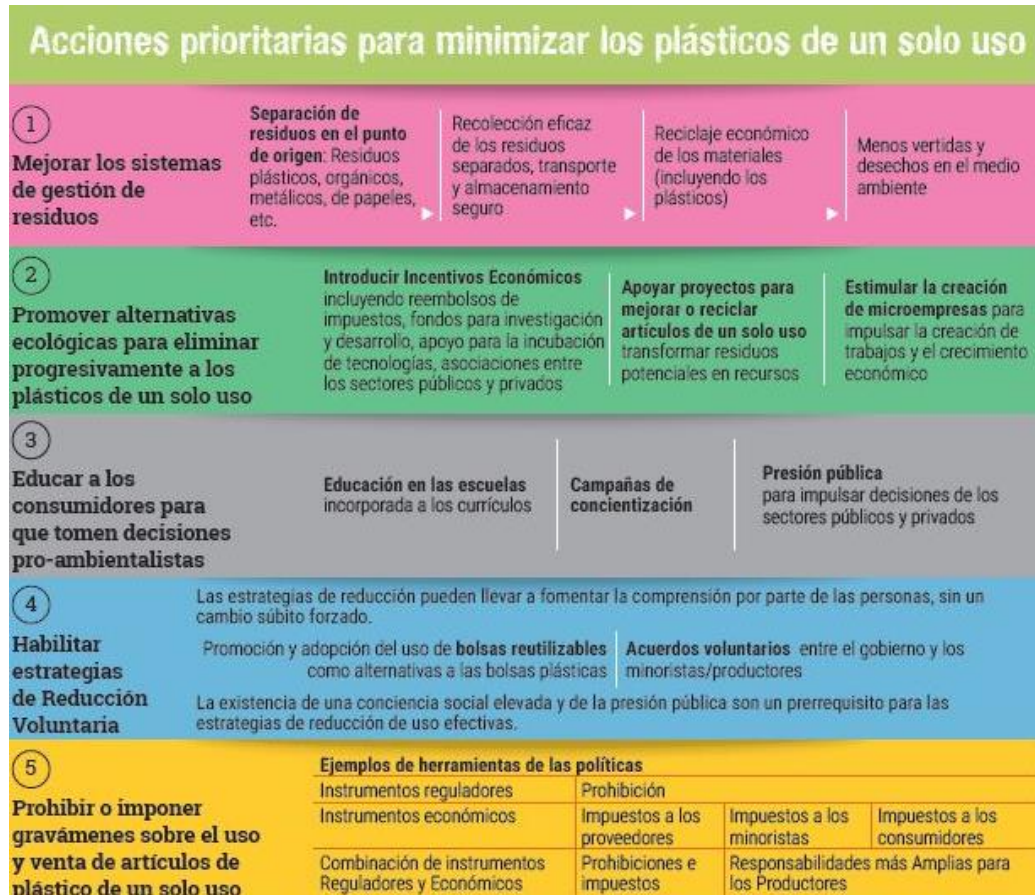 Acciones prioritarias para minimizar los plásticos de un solo uso
1
Mejorar los sistemas
de gestión de
residuos
Separación de
residuos en el punto
de origen: Residuos
plásticos, orgánicos,
metálicos, de papeles,
etc.
Recolección eficaz
de los residuos
separados, transporte
y almacenamiento
seguro
Reciclaje económico
de los materiales
(incluyendo los
plásticos)
Menos vertidas y
desechos en el medio
ambiente
2
Promover alternativas
ecológicas para eliminar
progresivamente a los
plásticos de un solo uso
Introducir Incentivos Económicos
incluyendo reembolsos de
impuestos, fondos para investigación
y desarrollo, apoyo para la incubación
de tecnologías, asociaciones entre
los sectores públicos y privados
Apoyar proyectos para
mejorar o reciclar
artículos de un solo uso
transformar residuos
potenciales en recursos
Estimular la creación
de microempresas para
impulsar la creación de
trabajos y el crecimiento
económico
3
Educar a los
consumidores para
que tomen decisiones
pro-ambientalistas
Educación en las escuelas
incorporada a los currículos
Campañas de
concientización
Presión pública
para impulsar decisiones de los
sectores públicos y privados
4
Habilitar
estrategias
de Reducción
Voluntaria
Las estrategias de reducción pueden llevar a fomentar la comprensión por parte de las personas, sin un
cambio súbito forzado.
Promoción y adopción del uso de bolsas reutilizables
como alternativas a las bolsas plásticas
Acuerdos voluntarios entre el gobierno y los
minoristas/productores
La existencia de una conciencia social elevada y de la presión pública son un prerrequisito para las
estrategias de reducción de uso efectivas.
5
Prohibir o imponer
gravámenes sobre el uso
y venta de artículos de
plástico de un solo uso
Ejemplos de herramientas de las políticas
Instrumentos reguladores
Prohibición
Instrumentos económicos
Impuestos a los
proveedores
Impuestos a los
minoristas
Impuestos a los
consumidores
Combinación de instrumentos
Reguladores y Económicos
Prohibiciones e
impuestos
Responsabilidades más Amplias para
los Productores